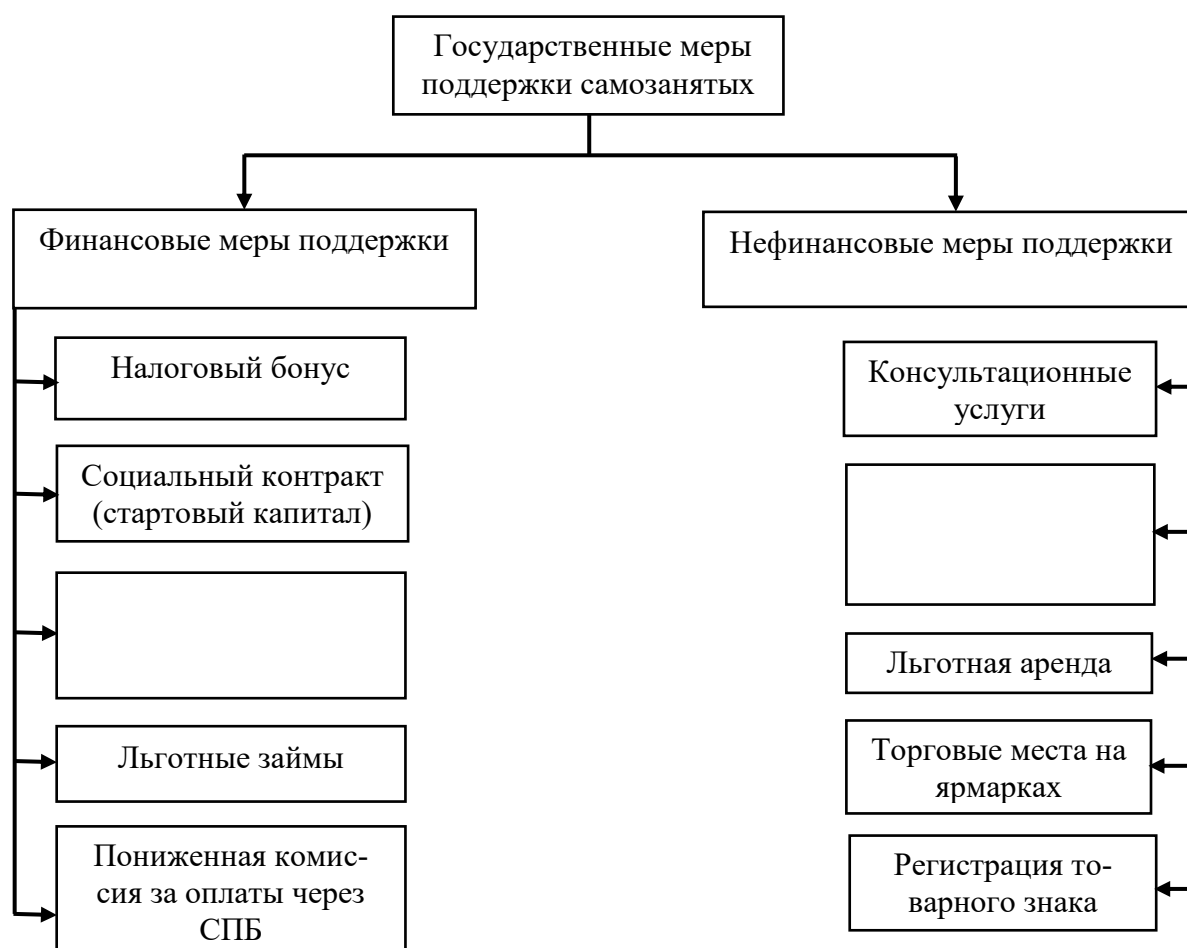 Государственные меры
поддержки самозанятых
Финансовые меры поддержки
Нефинансовые меры поддержки
Налоговый бонус
Социальный контракт
(стартовый капитал)
Льготные займы
Пониженная комис-
сия за оплаты через
СПБ
Консультационные
услуги
Льготная аренда
Торговые места на
ярмарках
Регистрация то-
варного знака